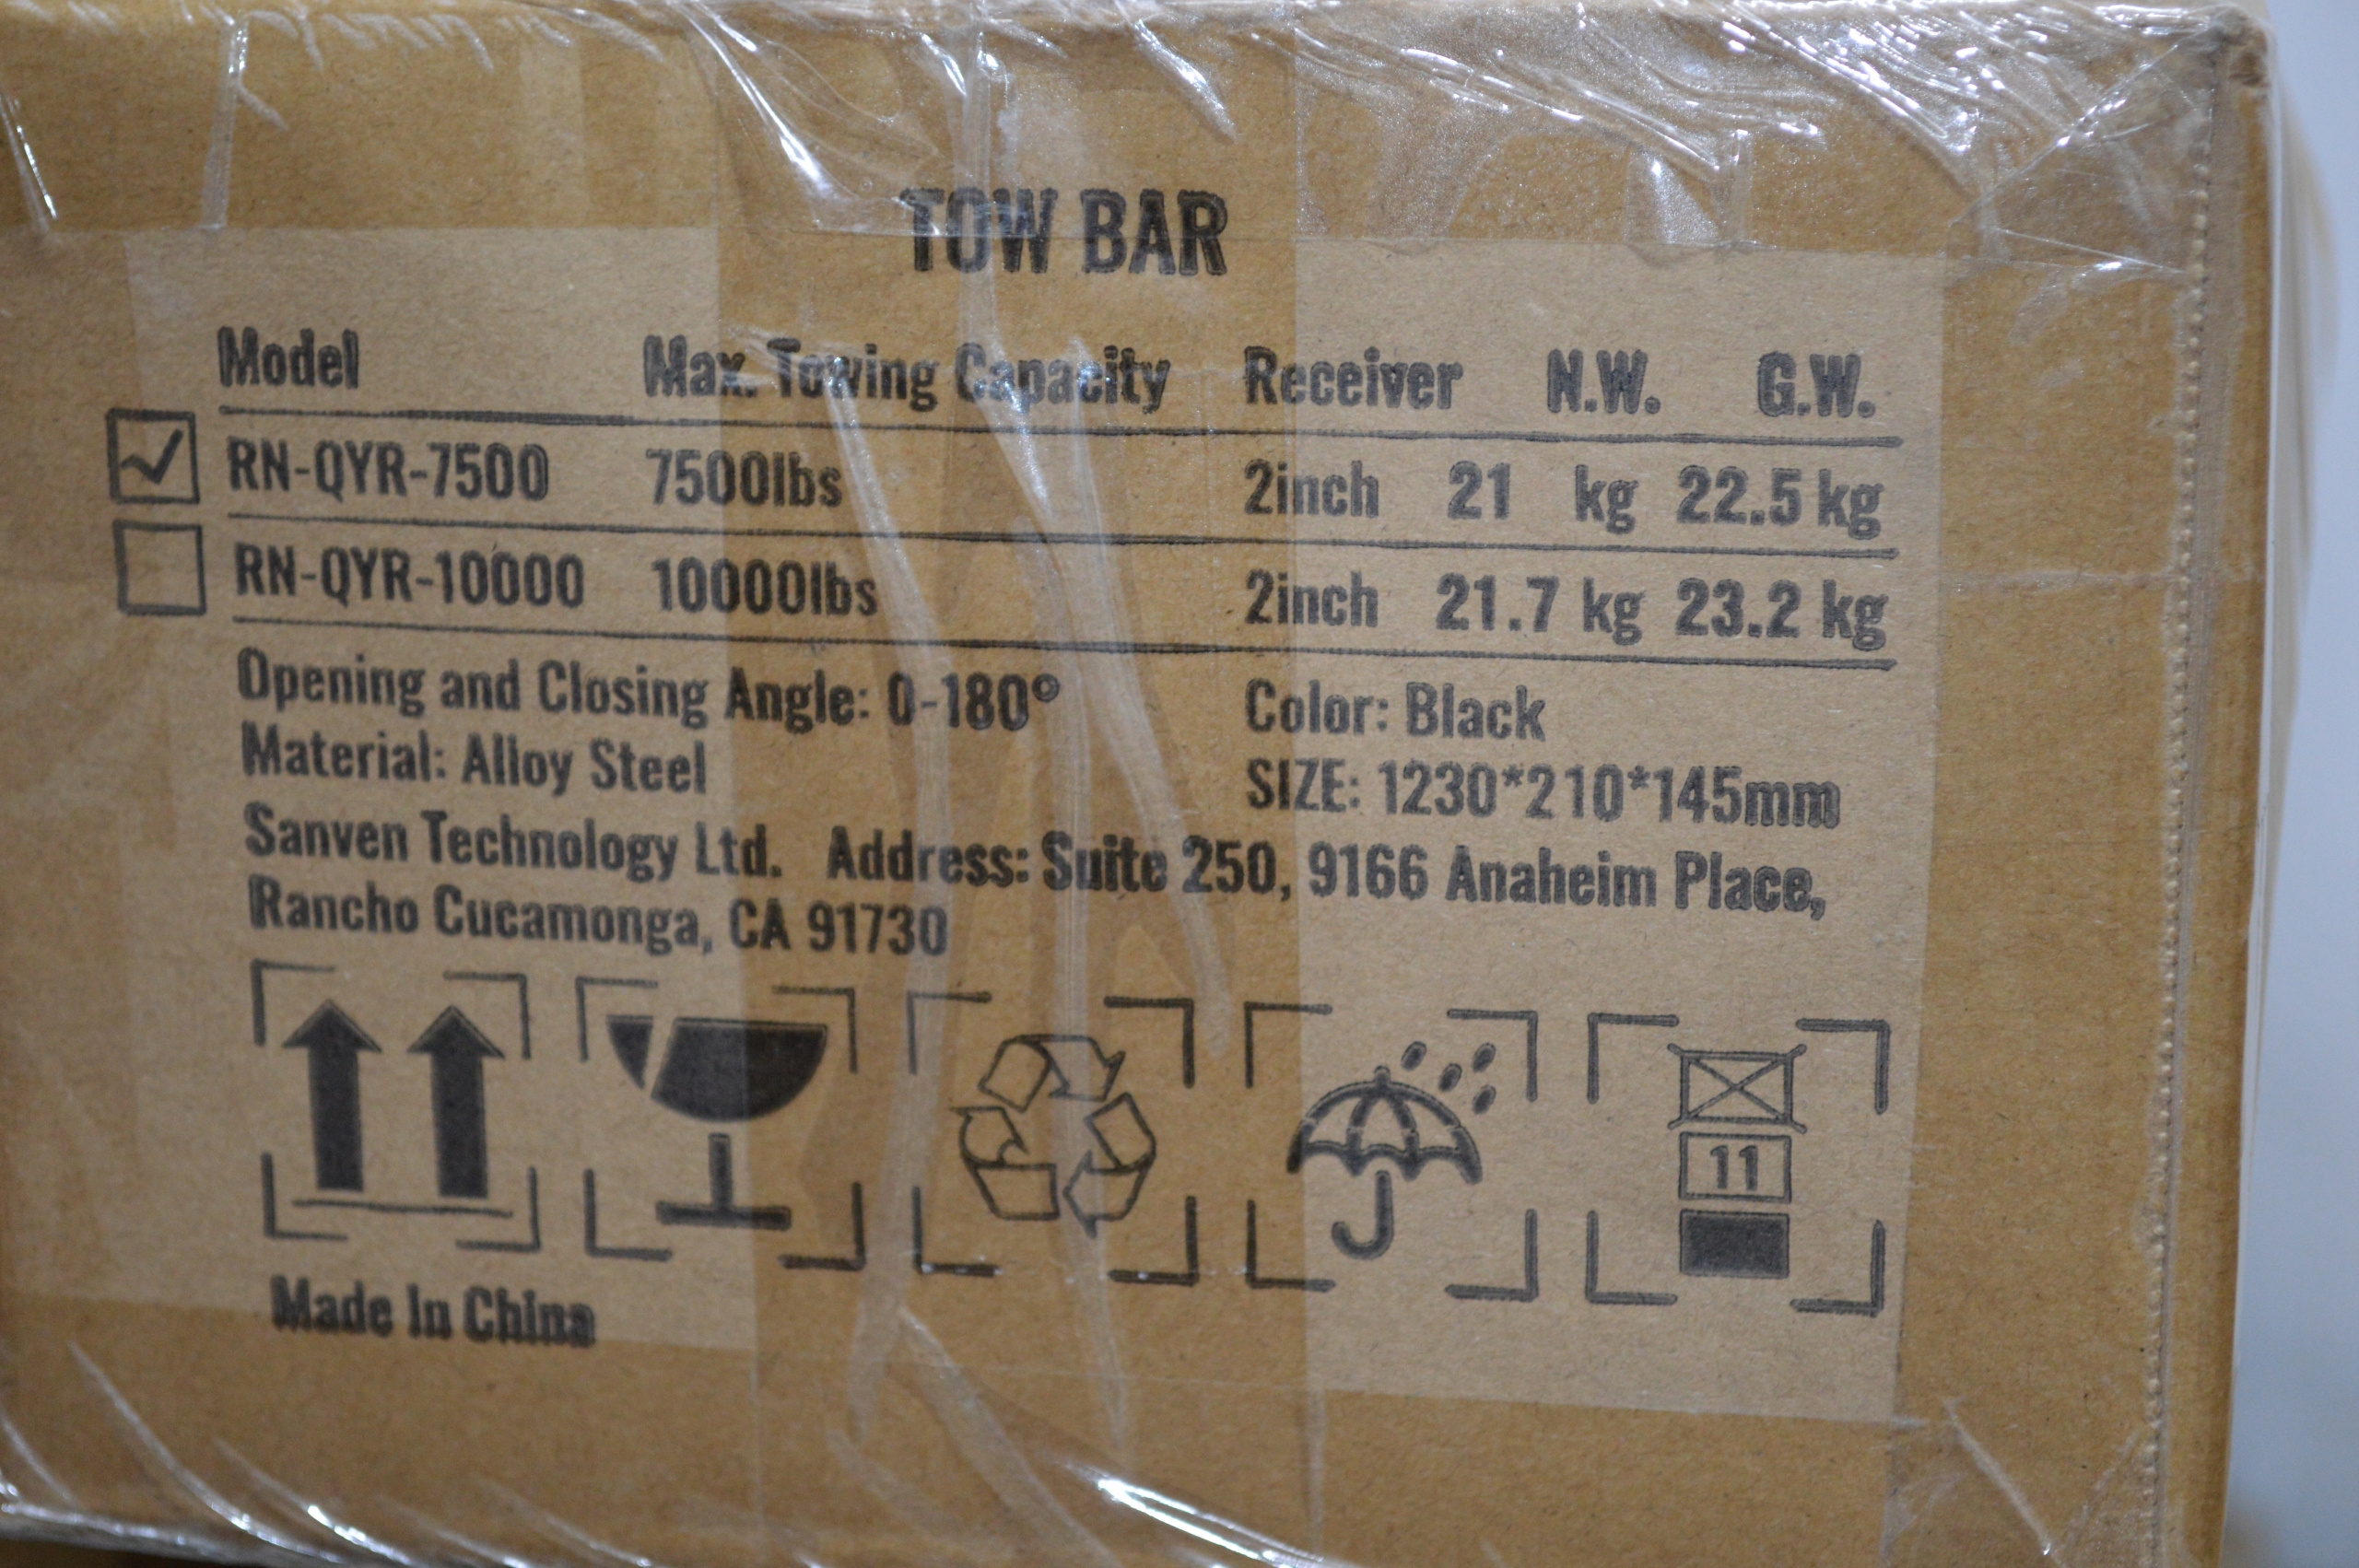 TOW BAR
Model Max. Towing Capacity Receiver N.W. G.W.
RN-QYR-7500 7500lbs 2inch 21 kg 22.5 kg
RN-QYR-10000 10000lbs 2inch 21.7 kg 23.2 kg
Opening and Closing Angle: 0-180° Color: Black
Material: Alloy Steel SIZE: 1230*210*145mm
Sanven Technology Ltd. Address: Suite 250, 9166 Anaheim Place,
Rancho Cucamonga, CA 91730
11
Made In China